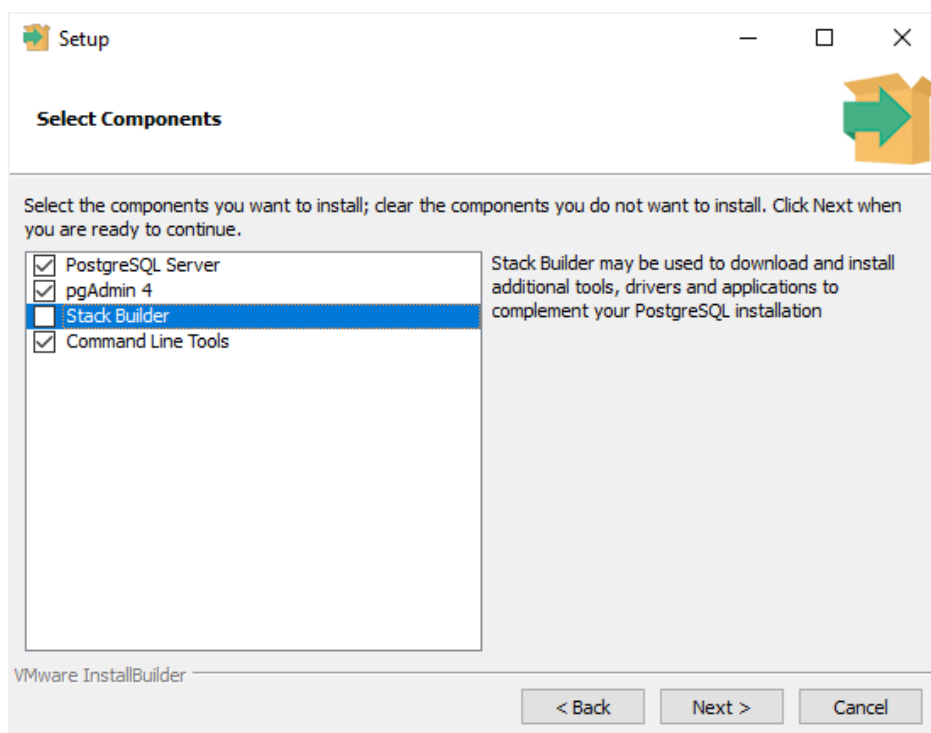 Setup
Select Components
Select the components you want to install; clear the components you do not want to install. Click Next when
you are ready to continue.
PostgreSQL Server
pgAdmin 4
Stack Builder
Command Line Tools
Stack Builder may be used to download and install
additional tools, drivers and applications to
complement your PostgreSQL installation
VMware InstallBuilder
< Back
Next >
Cancel